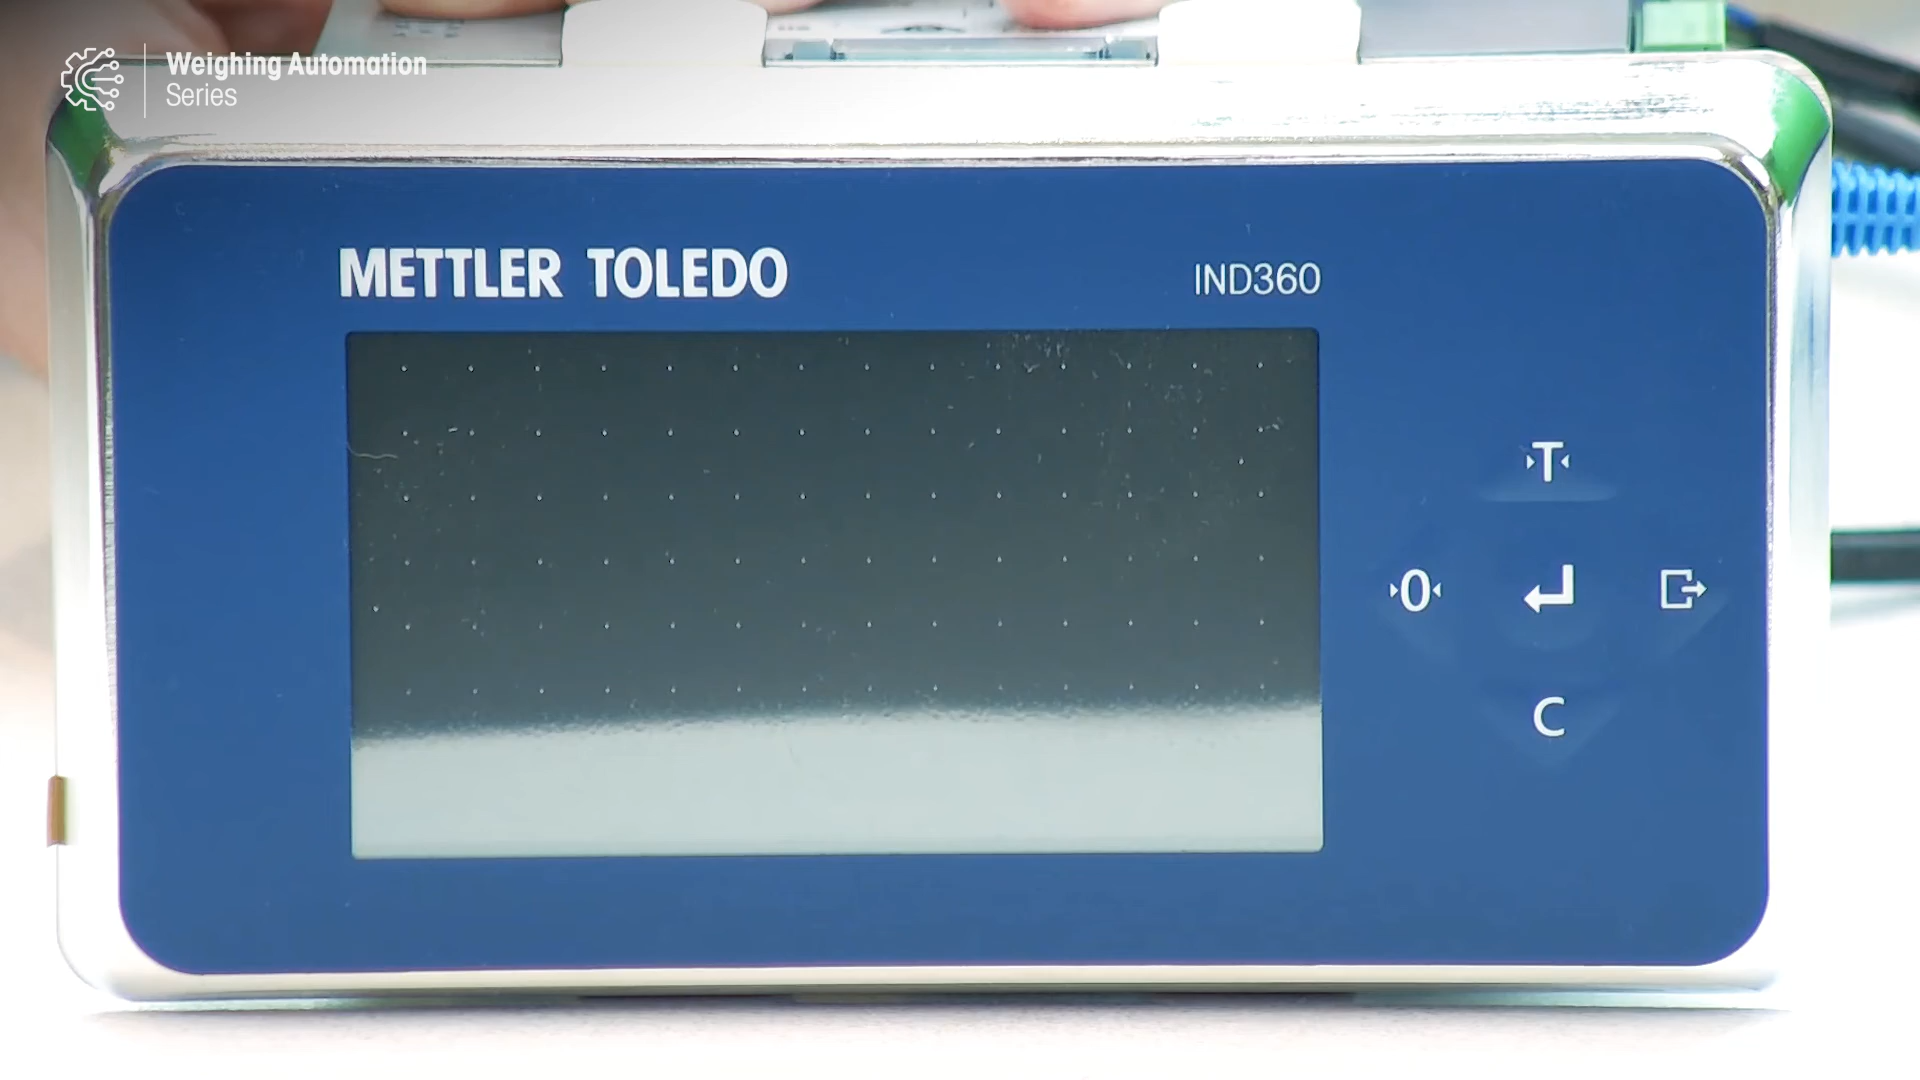 Weighing Automation
Series
METTLER TOLEDO
IND360
T
0
C